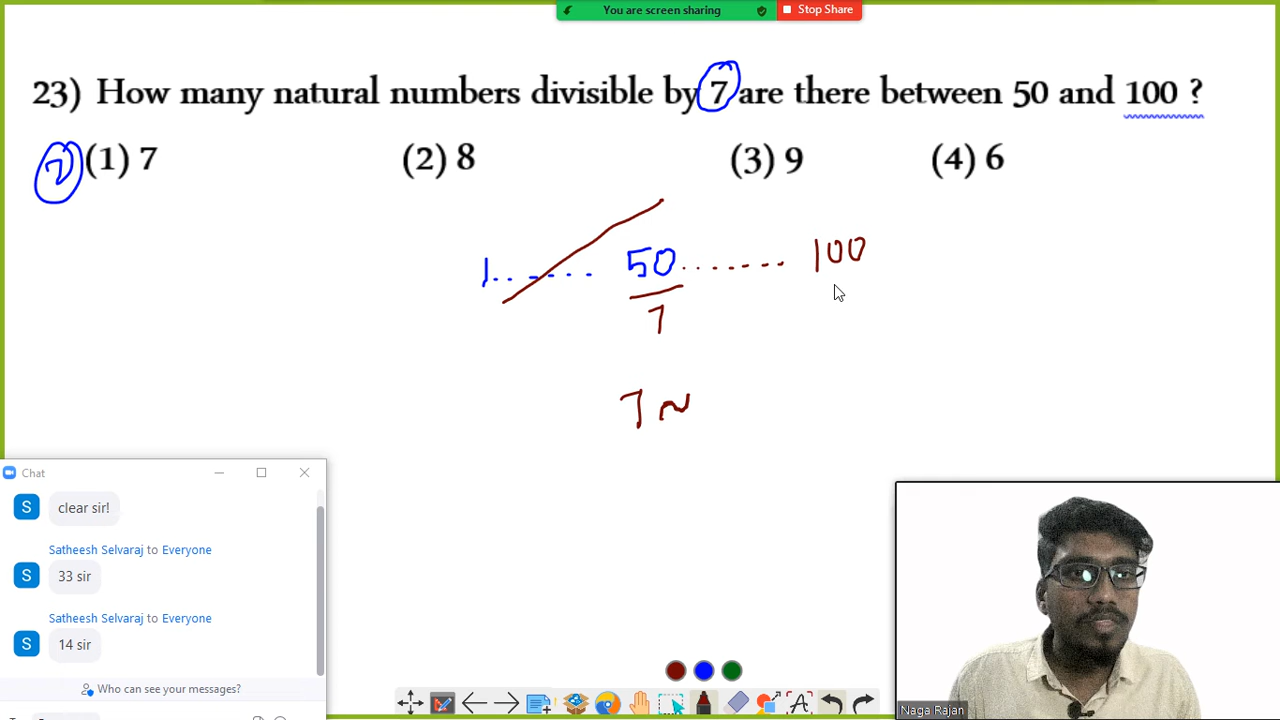 You are screen sharing
Stop Share
23) How many natural numbers divisible by 7 are there between 50 and 100 ?
7 (1) 7 (2) 8 (3) 9 (4) 6
1....... 50........ 100
7
7
Chat
S clear sir!
Satheesh Selvaraj to Everyone
S 33 sir
Satheesh Selvaraj to Everyone
S 14 sir
Who can see your messages?
Naga Rajan